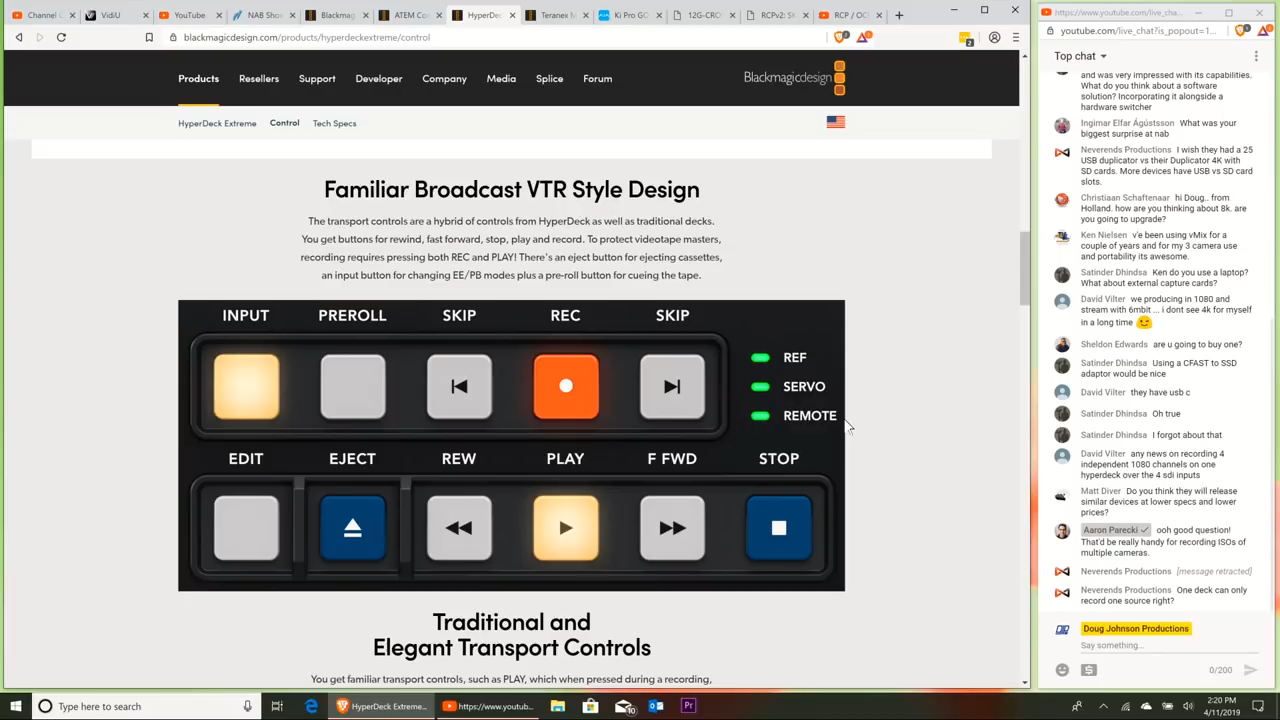 Channel C
VidiU
YouTube
NAB Show
Blackmagi
ATEM C
HyperDec
Teranex M
Ki Pro GO
12G-CRO
RCPv2: SIT
RCP / OC
https://www.youtube.com/live_cha...
blackmagicdesign.com/products/hyperdeckextreme/control
2
youtube.com/live_chat?is_popout=1...
Products
Resellers
Support
Developer
Company
Media
Splice
Forum
Blackmagicdesign
HyperDeck Extreme
Control
Tech Specs
Familiar Broadcast VTR Style Design
The transport controls are a hybrid of controls from HyperDeck as well as traditional decks.
You get buttons for rewind, fast forward, stop, play and record. To protect videotape masters,
recording requires pressing both REC and PLAY! There's an eject button for ejecting cassettes,
an input button for changing EE/PB modes plus a pre-roll button for cueing the tape.
INPUT PREROLL SKIP REC SKIP
REF
SERVO
REMOTE
EDIT EJECT REW PLAY F FWD STOP
Traditional and
Elegant Transport Controls
You get familiar transport controls, such as PLAY, which when pressed during a recording,
Top chat
and was very impressed with its capabilities.
What do you think about a software
solution? Incorporating it alongside a
hardware switcher
Ingimar Elfar Ágústsson What was your
biggest surprise at nab
Neverends Productions I wish they had a 25
USB duplicator vs their Duplicator 4K with
SD cards. More devices have USB vs SD card
slots.
Christiaan Schaftenaar hi Doug.. from
Holland. how are you thinking about 8k. are
you going to upgrade?
Ken Nielsen v'e been using vMix for a
couple of years and for my 3 camera use
and portability its awesome.
Satinder Dhindsa Ken do you use a laptop?
What about external capture cards?
David Vilter we producing in 1080 and
stream with 6mbit ... i dont see 4k for myself
in a long time
Sheldon Edwards are u going to buy one?
Satinder Dhindsa Using a CFAST to SSD
adaptor would be nice
David Vilter they have usb c
Satinder Dhindsa Oh true
Satinder Dhindsa I forgot about that
David Vilter any news on recording 4
independent 1080 channels on one
hyperdeck over the 4 sdi inputs
Matt Diver Do you think they will release
similar devices at lower specs and lower
prices?
Aaron Parecki ooh good question!
That'd be really handy for recording ISOs of
multiple cameras.
Neverends Productions [message retracted]
Neverends Productions One deck can only
record one source right?
Doug Johnson Productions
Say something...
0/200
Type here to search
HyperDeck Extreme...
https://www.youtub...
10
Pr
2:20 PM
4/11/2019